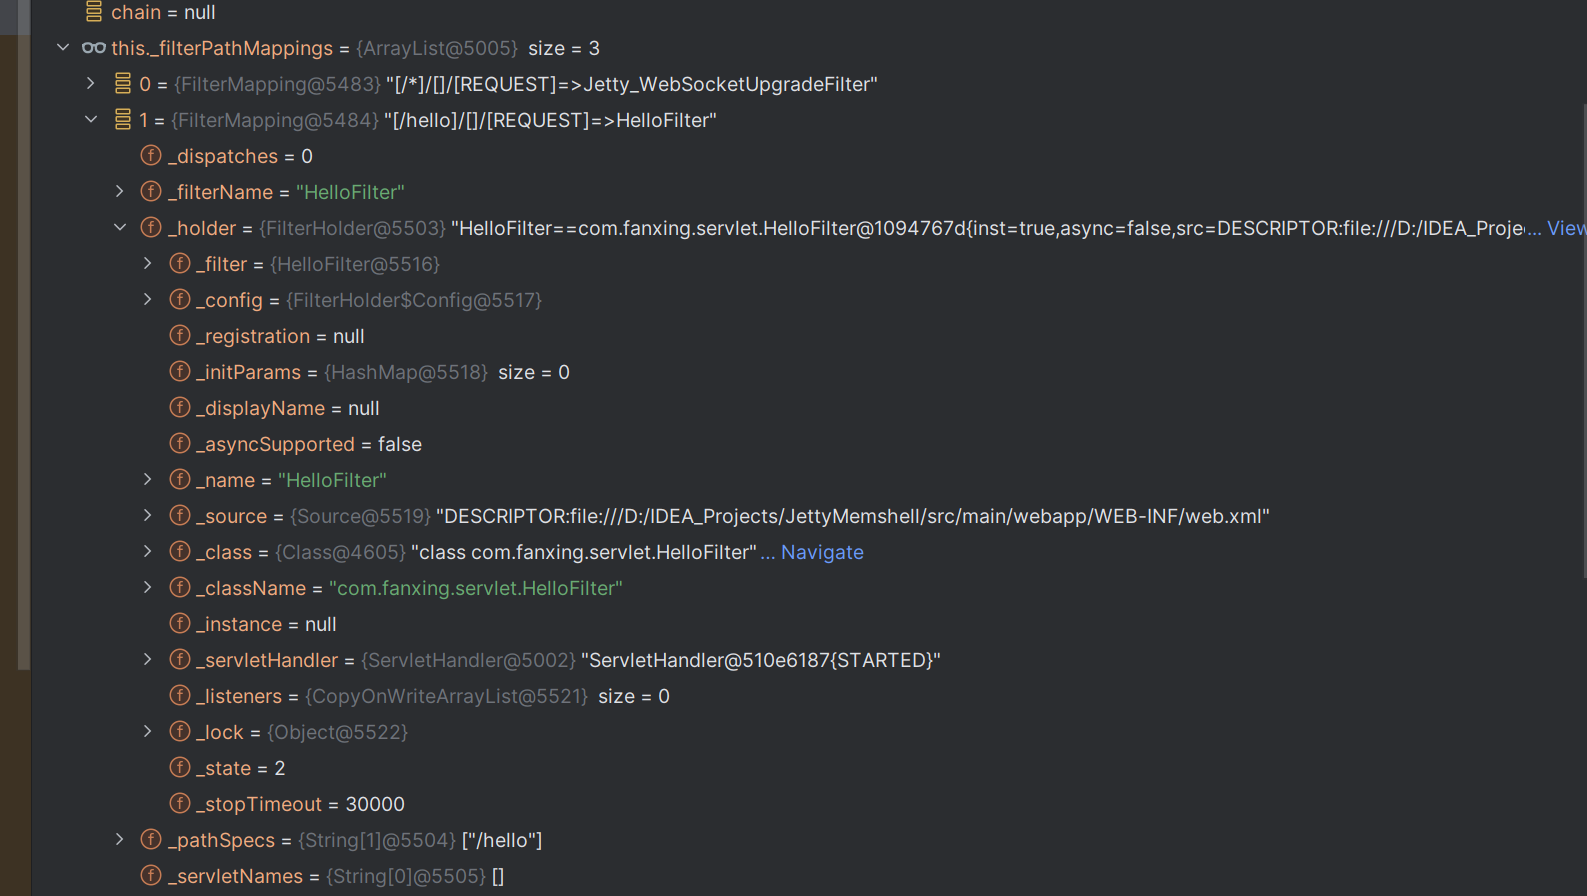 chain = null
this._filterPathMappings = {ArrayList@5005} size = 3
0 = {FilterMapping@5483} "[/*]/[]/[REQUEST]=>Jetty_WebSocketUpgradeFilter"
1 = {FilterMapping@5484} "[/hello]/[]/[REQUEST]=>HelloFilter"
_dispatches = 0
_filterName = "HelloFilter"
_holder = {FilterHolder@5503} "HelloFilter==com.fanxing.servlet.HelloFilter@1094767d{inst=true,async=false,src=DESCRIPTOR:file:///D:/IDEA_Proje... View
_filter = {HelloFilter@5516}
_config = {FilterHolder$Config@5517}
_registration = null
_initParams = {HashMap@5518} size = 0
_displayName = null
_asyncSupported = false
_name = "HelloFilter"
_source = {Source@5519} "DESCRIPTOR:file:///D:/IDEA_Projects/JettyMemshell/src/main/webapp/WEB-INF/web.xml"
_class = {Class@4605} "class com.fanxing.servlet.HelloFilter" ... Navigate
_className = "com.fanxing.servlet.HelloFilter"
_instance = null
_servletHandler = {ServletHandler@5002} "ServletHandler@510e6187{STARTED}"
_listeners = {CopyOnWriteArrayList@5521} size = 0
_lock = {Object@5522}
_state = 2
_stopTimeout = 30000
_pathSpecs = {String[1]@5504} ["/hello"]
_servletNames = {String[0]@5505} []